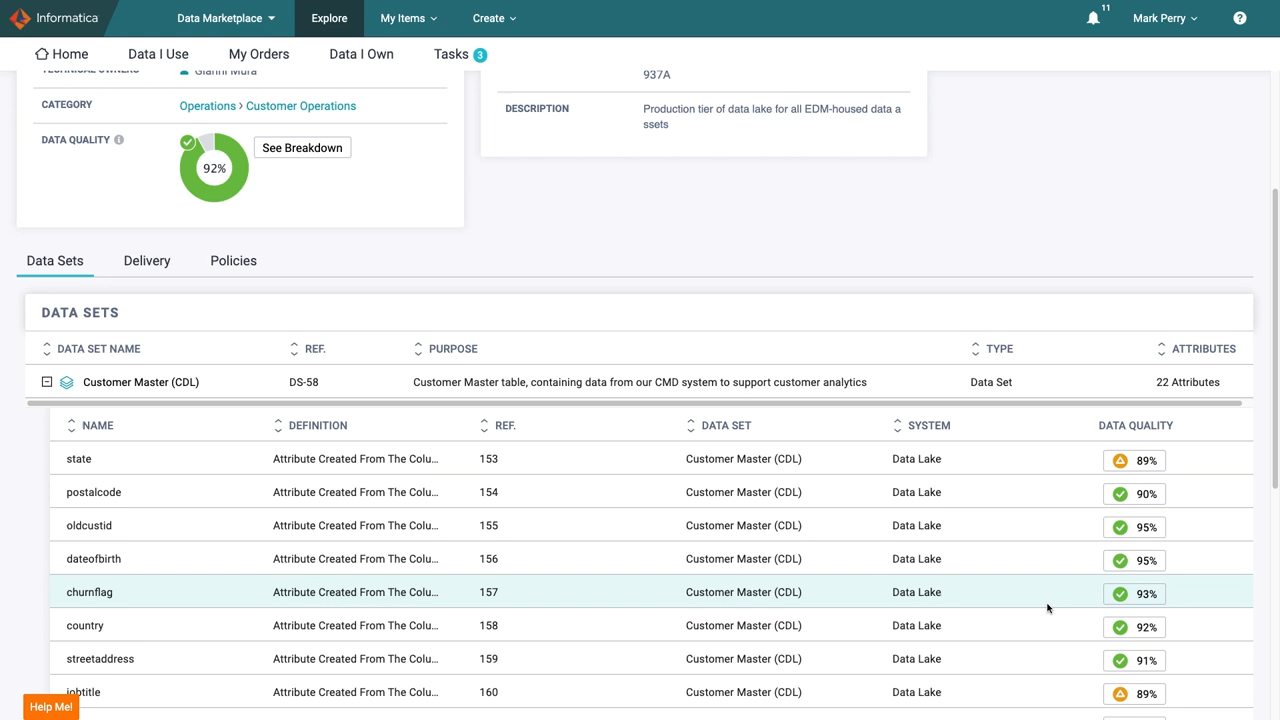 Informatica
Data Marketplace
Explore
My Items
Create
11
Mark Perry
?
Home
Data I Use
My Orders
Data I Own
Tasks 3
TECHNICAL OWNERS
Gianni Mura
937A
CATEGORY
Operations > Customer Operations
DESCRIPTION
Production tier of data lake for all EDM-housed data a
ssets
DATA QUALITY
92%
See Breakdown
Data Sets
Delivery
Policies
DATA SETS
DATA SET NAME REF. PURPOSE TYPE ATTRIBUTES
Customer Master (CDL) DS-58 Customer Master table, containing data from our CMD system to support customer analytics Data Set 22 Attributes
NAME DEFINITION REF. DATA SET SYSTEM DATA QUALITY
state Attribute Created From The Colu... 153 Customer Master (CDL) Data Lake 89%
postalcode Attribute Created From The Colu... 154 Customer Master (CDL) Data Lake 90%
oldcustid Attribute Created From The Colu... 155 Customer Master (CDL) Data Lake 95%
dateofbirth Attribute Created From The Colu... 156 Customer Master (CDL) Data Lake 95%
churnflag Attribute Created From The Colu... 157 Customer Master (CDL) Data Lake 93%
country Attribute Created From The Colu... 158 Customer Master (CDL) Data Lake 92%
streetaddress Attribute Created From The Colu... 159 Customer Master (CDL) Data Lake 91%
jobtitle Attribute Created From The Colu... 160 Customer Master (CDL) Data Lake 89%
Help Me!